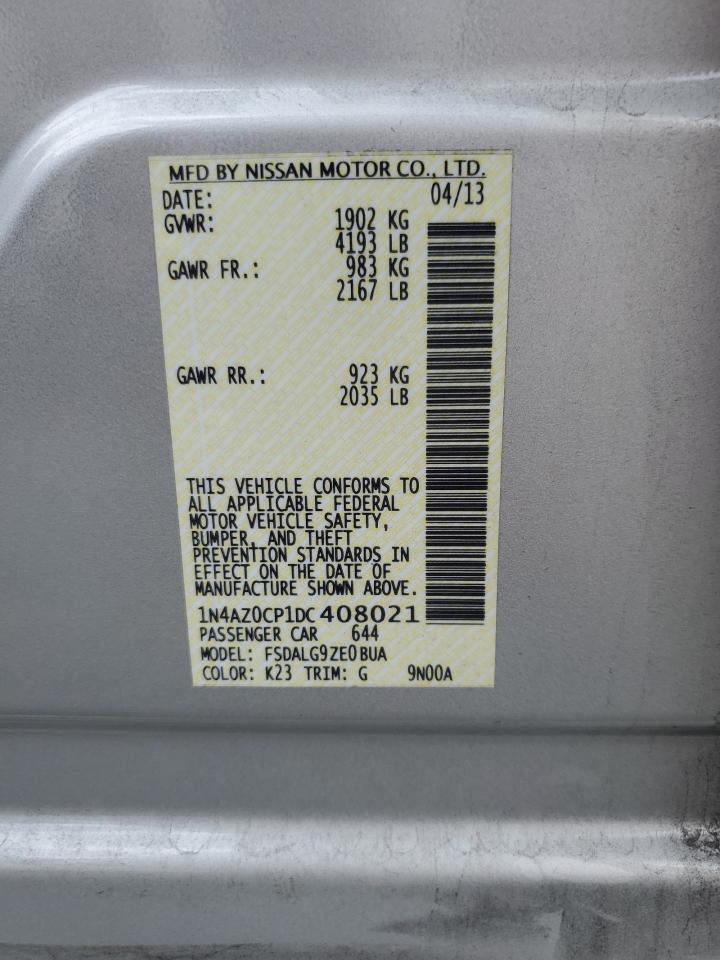 MFD BY NISSAN MOTOR CO., LTD.
DATE: 04/13
GVWR: 1902 KG
4193 LB
GAWR FR.: 983 KG
2167 LB
GAWR RR.: 923 KG
2035 LB
THIS VEHICLE CONFORMS TO
ALL APPLICABLE FEDERAL
MOTOR VEHICLE SAFETY,
BUMPER, AND THEFT
PREVENTION STANDARDS IN
EFFECT ON THE DATE OF
MANUFACTURE SHOWN ABOVE.
1N4AZ0CP1DC408021
PASSENGER CAR 644
MODEL: FSDALG9ZE0BUA
COLOR: K23 TRIM: G 9N00A